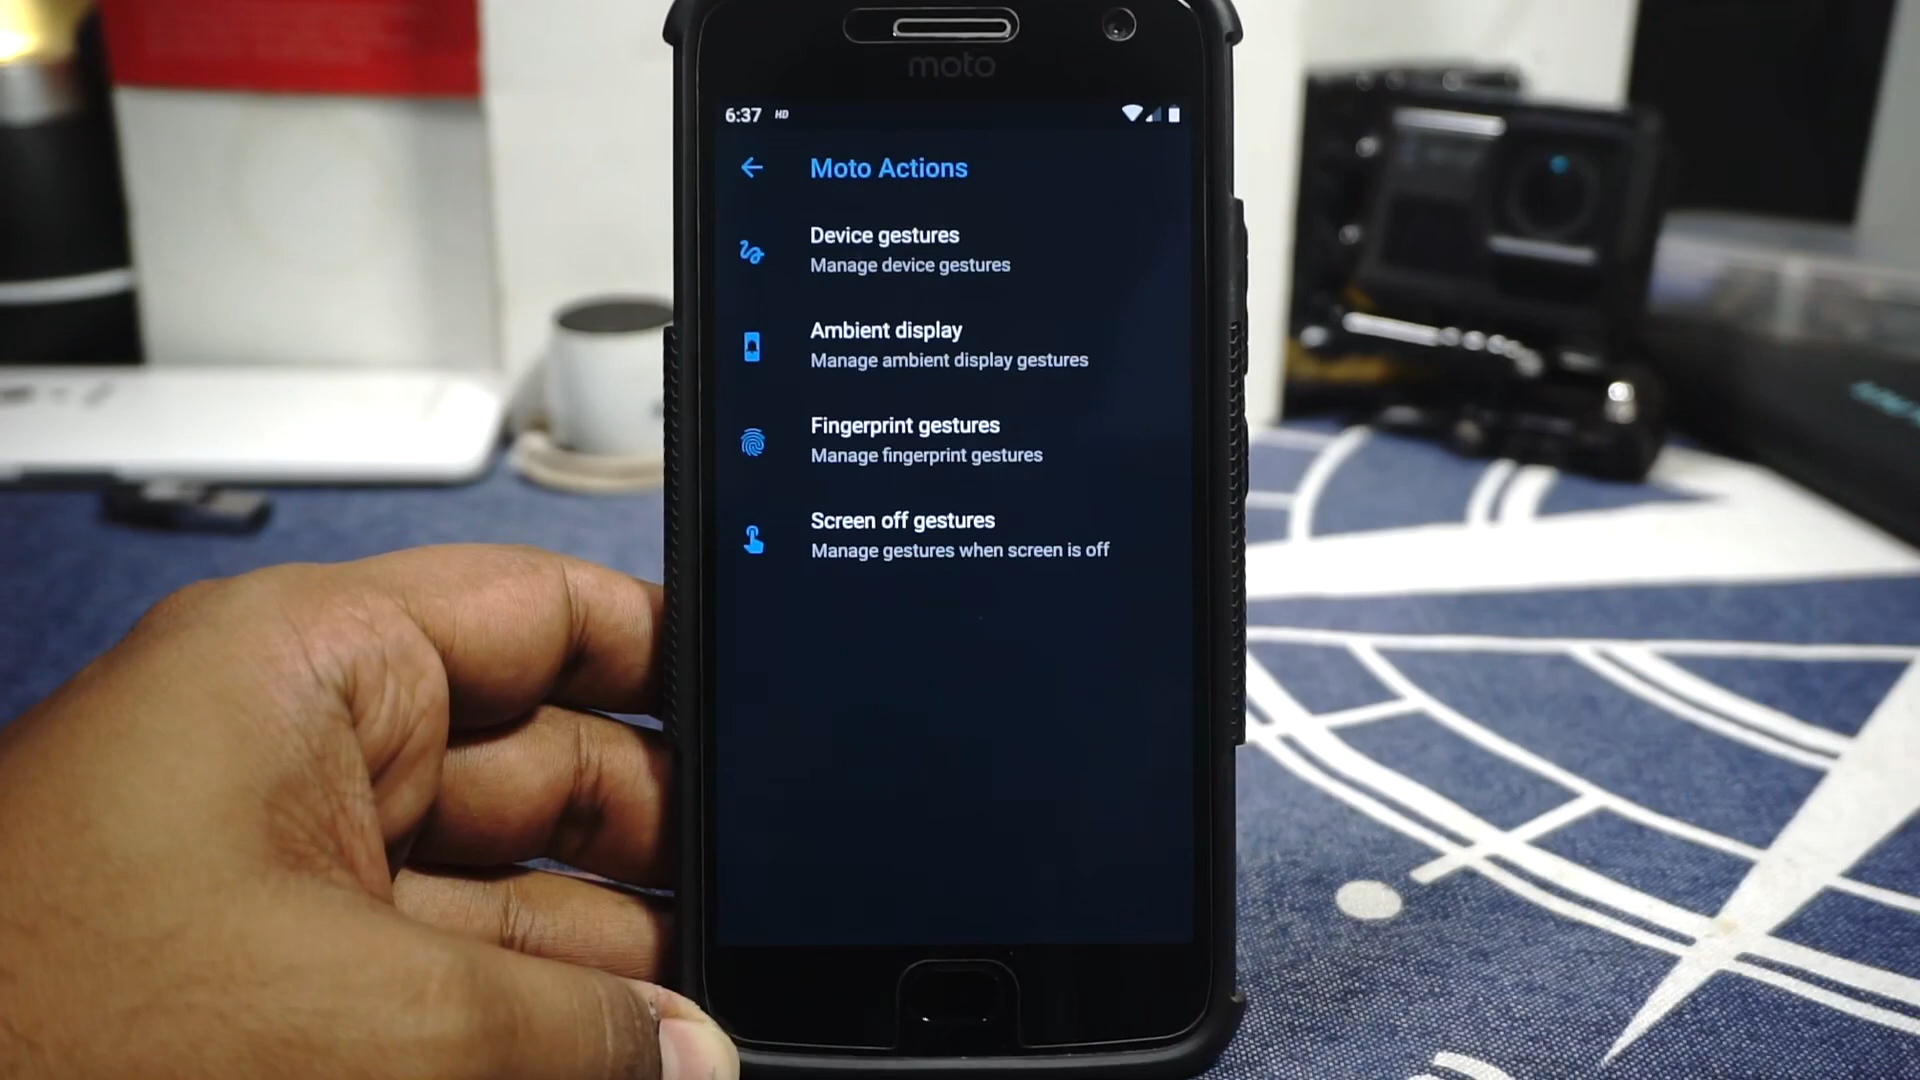 moto
6:37 HD
Moto Actions
Device gestures
Manage device gestures
Ambient display
Manage ambient display gestures
Fingerprint gestures
Manage fingerprint gestures
Screen off gestures
Manage gestures when screen is off